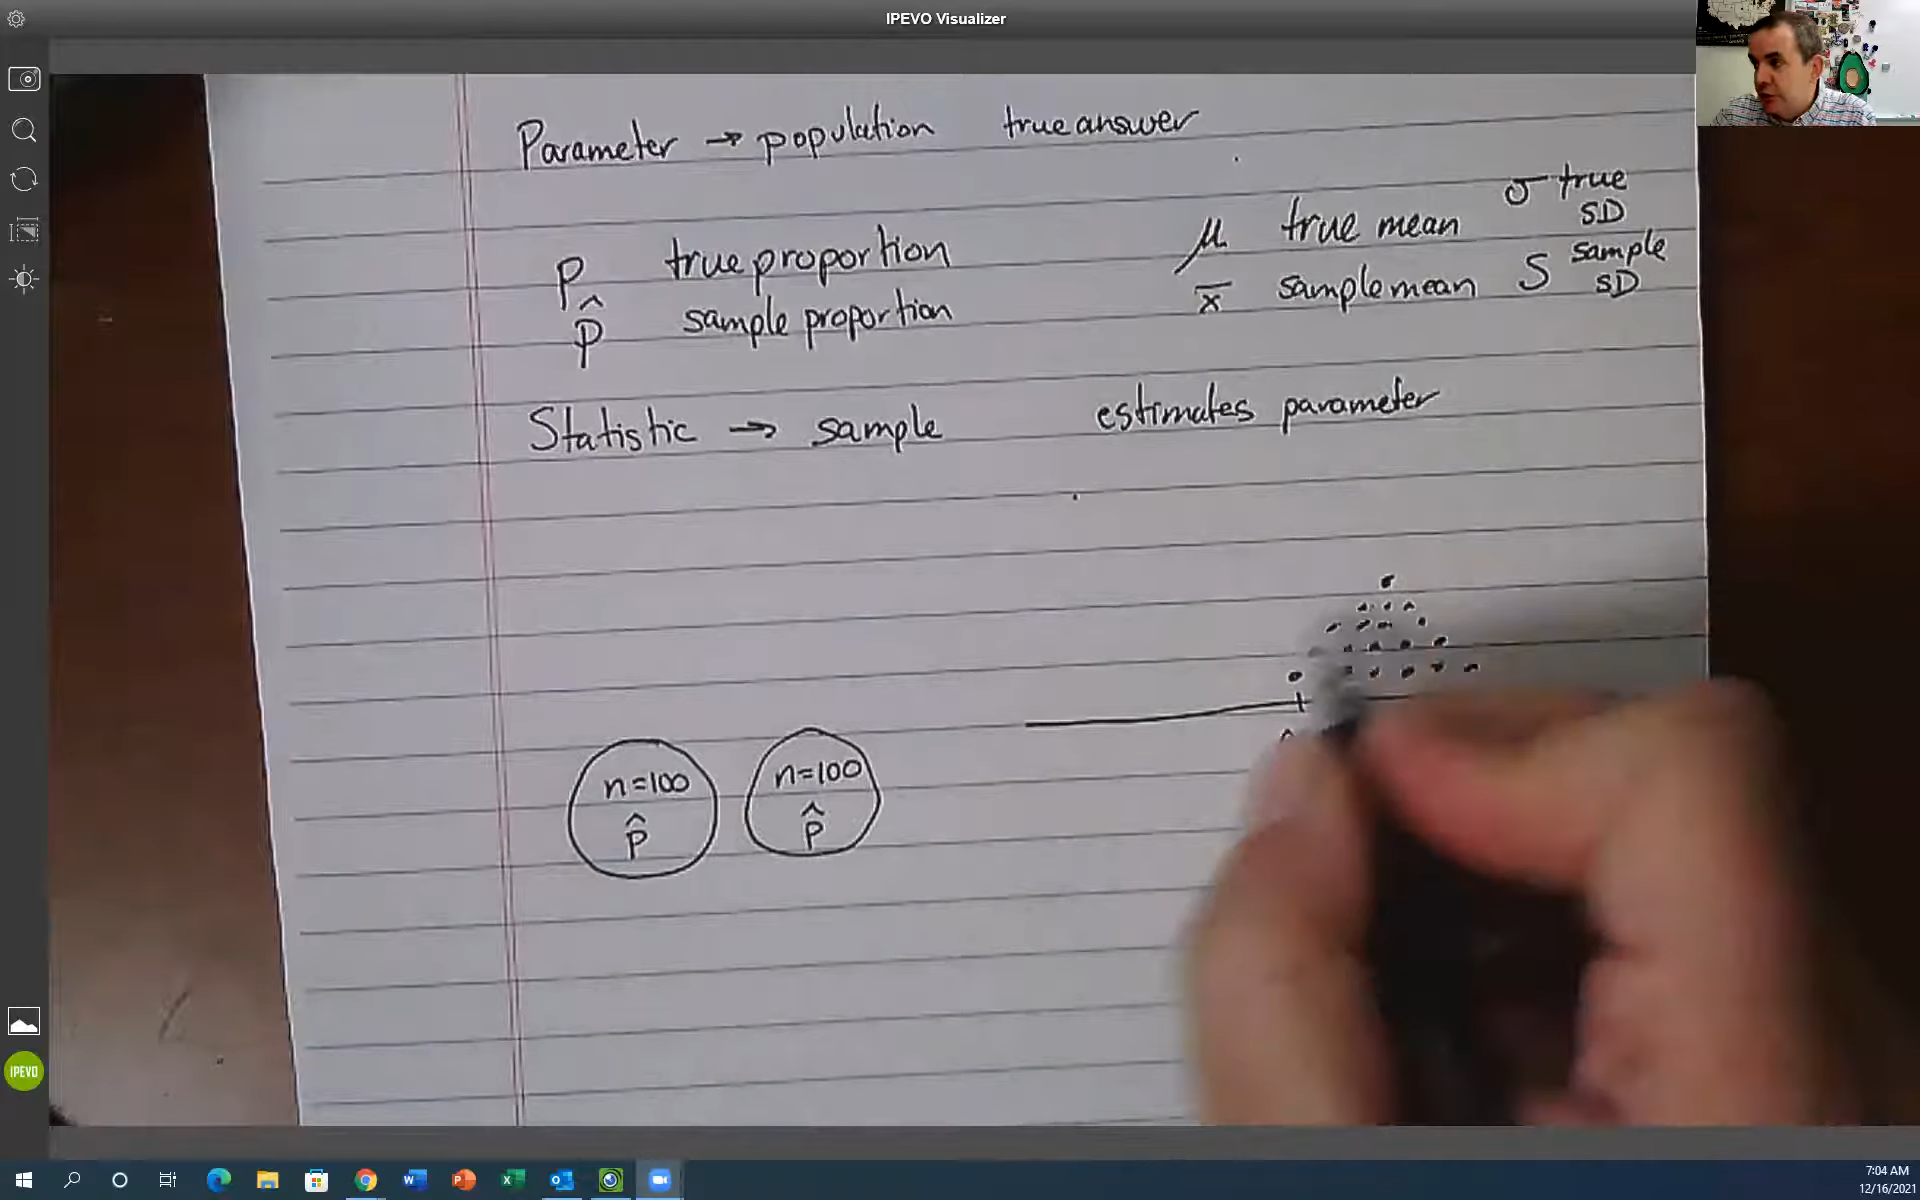 IPEVO Visualizer
Parameter → population true answer
p true proportion
p̂ sample proportion
μ true mean
x̄ sample mean
σ true SD
S sample SD
Statistic → sample estimates parameter
n=100
p̂
n=100
p̂
IPEVO
7:04 AM
12/16/2021